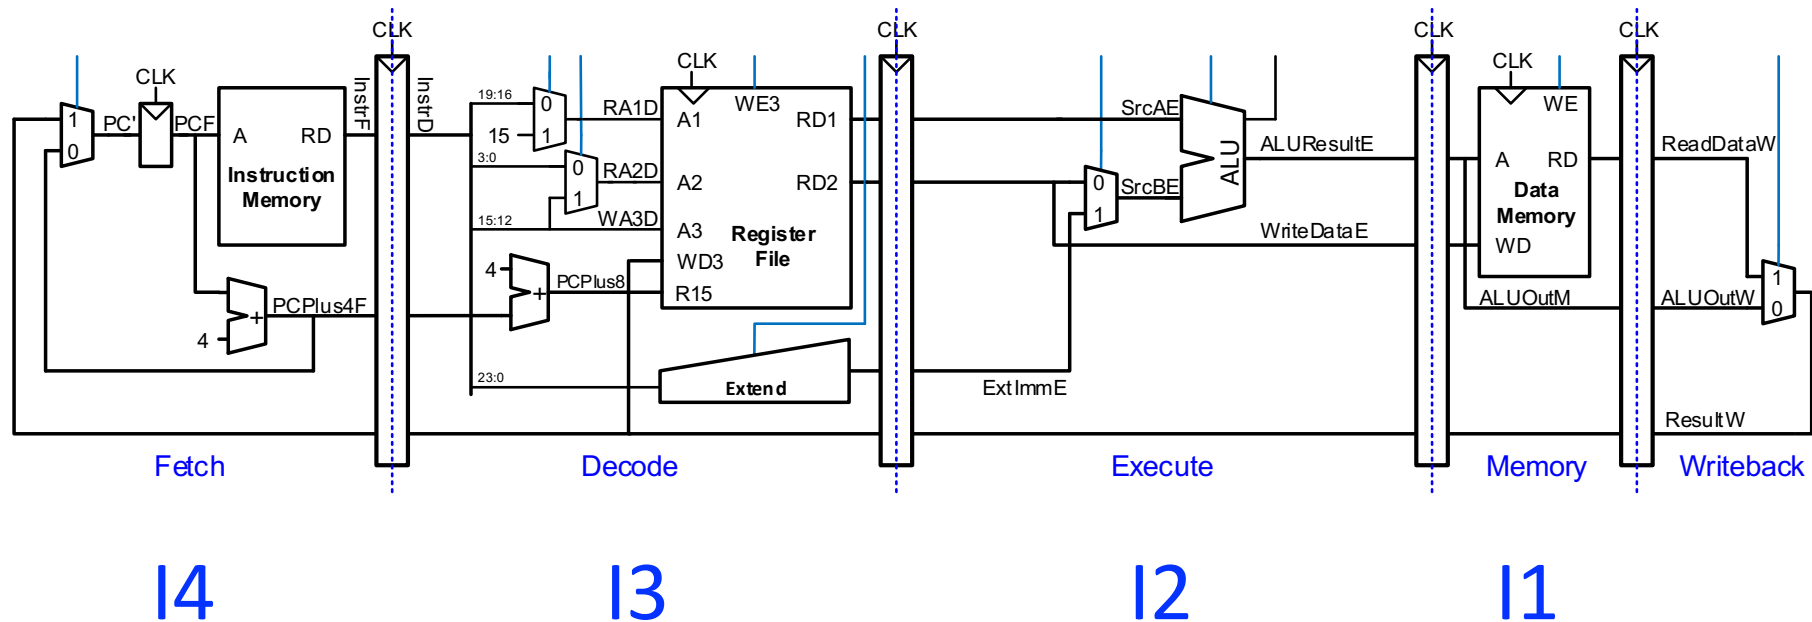 CLK
CLK
CLK
CLK
1
0
PC'
CLK
PCF
A
RD
Instruction
Memory
InstrF
4
+
PCPlus4F
Fetch
InstrD
19:16
15
0
1
RA1D
3:0
0
1
RA2D
15:12
WA3D
4
+
PCPlus8
23:0
CLK
WE3
A1
RD1
A2
RD2
A3
Register
File
WD3
R15
Extend
Decode
SrcAE
0
1
SrcBE
ALU
ALUResultE
WriteDataE
ExtImmE
Execute
CLK
WE
A
RD
Data
Memory
WD
ALUOutM
Memory
ReadDataW
1
0
ALUOutW
ResultW
Writeback
I4
I3
I2
I1